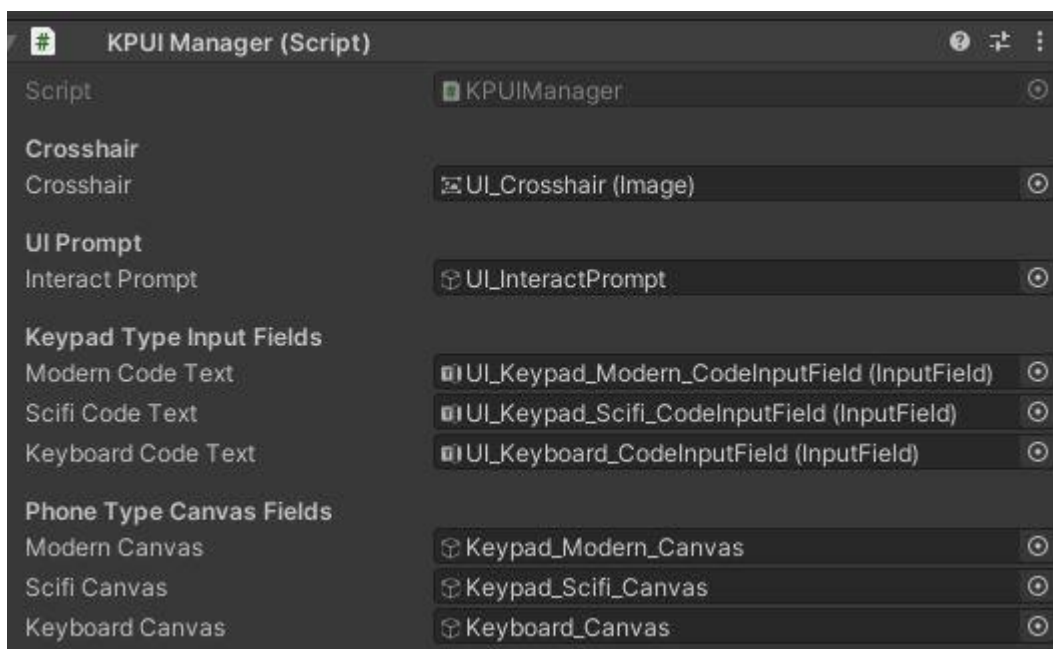 KPUI Manager (Script)
Script KPUIManager
Crosshair
Crosshair UI_Crosshair (Image)
UI Prompt
Interact Prompt UI_InteractPrompt
Keypad Type Input Fields
Modern Code Text UI_Keypad_Modern_CodeInputField (InputField)
Scifi Code Text UI_Keypad_Scifi_CodeInputField (InputField)
Keyboard Code Text UI_Keyboard_CodeInputField (InputField)
Phone Type Canvas Fields
Modern Canvas Keypad_Modern_Canvas
Scifi Canvas Keypad_Scifi_Canvas
Keyboard Canvas Keyboard_Canvas